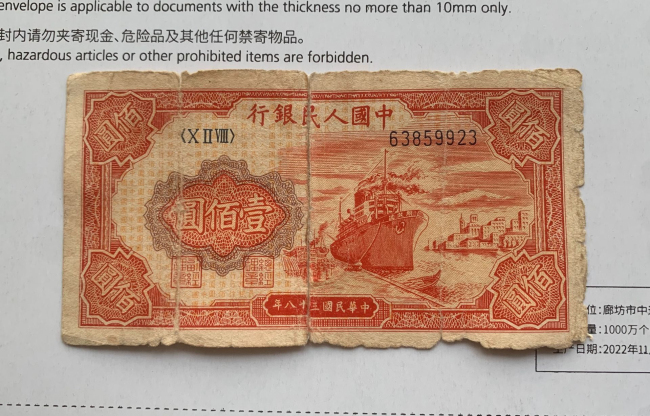 envelope is applicable to documents with the thickness no more than 10mm only.
封内请勿夹寄现金、危险品及其他任何禁寄物品。
, hazardous articles or other prohibited items are forbidden.
佰圓
行銀民人國中
佰圓
〈X II VIII〉
63859923
圓佰壹
佰圓
佰圓
年八十三國民華中
位：廊坊市中
量：1000万个
生产日期：2022年11